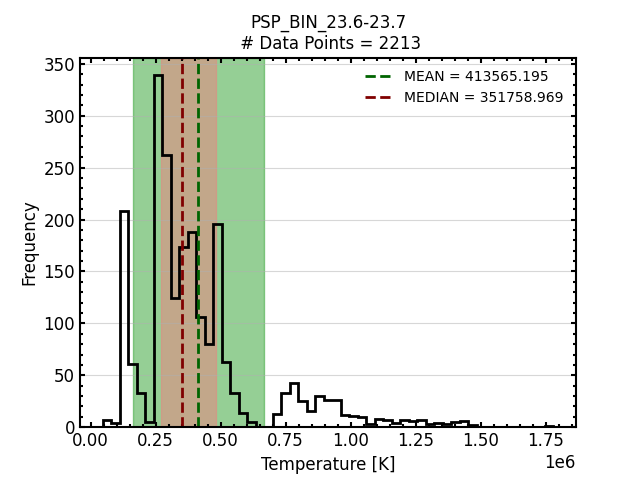 PSP_BIN_23.6-23.7
# Data Points = 2213
MEAN = 413565.195
MEDIAN = 351758.969
350
300
250
200
150
100
50
0
Frequency
0.00 0.25 0.50 0.75 1.00 1.25 1.50 1.75
1e6
Temperature [K]